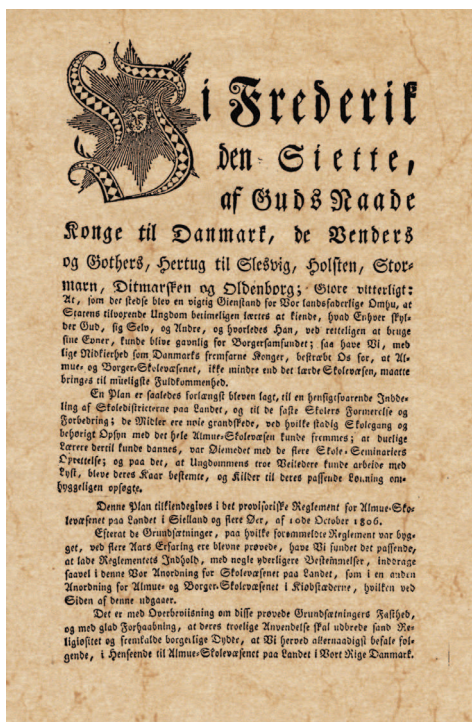 Vi Frederik
den Siette,
af Guds Naade
Konge til Danmark, de Venders
og Gothers, Hertug til Slesvig, Holsten, Stor-
marn, Ditmarsken og Oldenborg; Giøre vitterligt:
At, som det stedse blev en vigtig Gienstand for Vor landsfaderlige Omhu, at
Statens tilvoxende Ungdom betimeligen lærtes at kiende, hvad Enhver skyl-
der Gud, sig Selv, og Andre, og hvorledes Han, ved retteligen at bruge
sine Evner, kunde blive gavnlig for Borgersamfundet; saa have Vi, med
lige Nidkierhed som Danmarks fremfarne Konger, bestræbt Os for, at Al-
mue- og Borger-Skolevæsenet, ikke mindre end det lærde Skolevæsen, maatte
bringes til mueligste Fuldkommenhed.
En Plan er saaledes forlængst bleven lagt, til en hensigtsvarende Indde-
ling af Skoledistricterne paa Landet, og til de faste Skolers Formerelse og
Forbedring; de Midler ere nøie granskede, ved hvilke stadig Skolegang og
behørigt Opsyn med det hele Almue-Skolevæsen kunde fremmes; at duelige
Lærere dertil kunde dannes, var Øiemedet med de flere Skole-Seminariers
Oprettelse; og paa det, at Ungdommens troe Veiledere kunde arbeide med
Lyst, bleve deres Kaar bestemte, og Kilder til deres passende Lønning om-
hyggeligen opsøgte.
Denne Plan tilkiendegives i det provisoriske Reglement for Almue-Sko-
levæsenet paa Landet i Sielland og flere Øer, af 10de October 1806.
Efterat de Grundsætninger, paa hvilke forommeldte Reglement var byg-
get, ved flere Aars Erfaring ere blevne prøvede, have Vi fundet det passende,
at lade Reglementets Indhold, med nogle yderligere Bestemmelser, inddrage
saavel i denne Vor Anordning for Skolevæsenet paa Landet, som i en anden
Anordning for Almue- og Borger-Skolevæsenet i Kiøbstæderne, hvilken ved
Siden af denne udgaaer.
Det er med Overbeviisning om disse prøvede Grundsætningers Fasthed,
og med glad Forhaabning, at deres troelige Anvendelse skal udbrede sand Re-
ligiøsitet og fremkalde borgerlige Dyder, at Vi herved allernaadigst befale føl-
gende, i Henseende til Almue-Skolevæsenet paa Landet i Vort Rige Danmark.